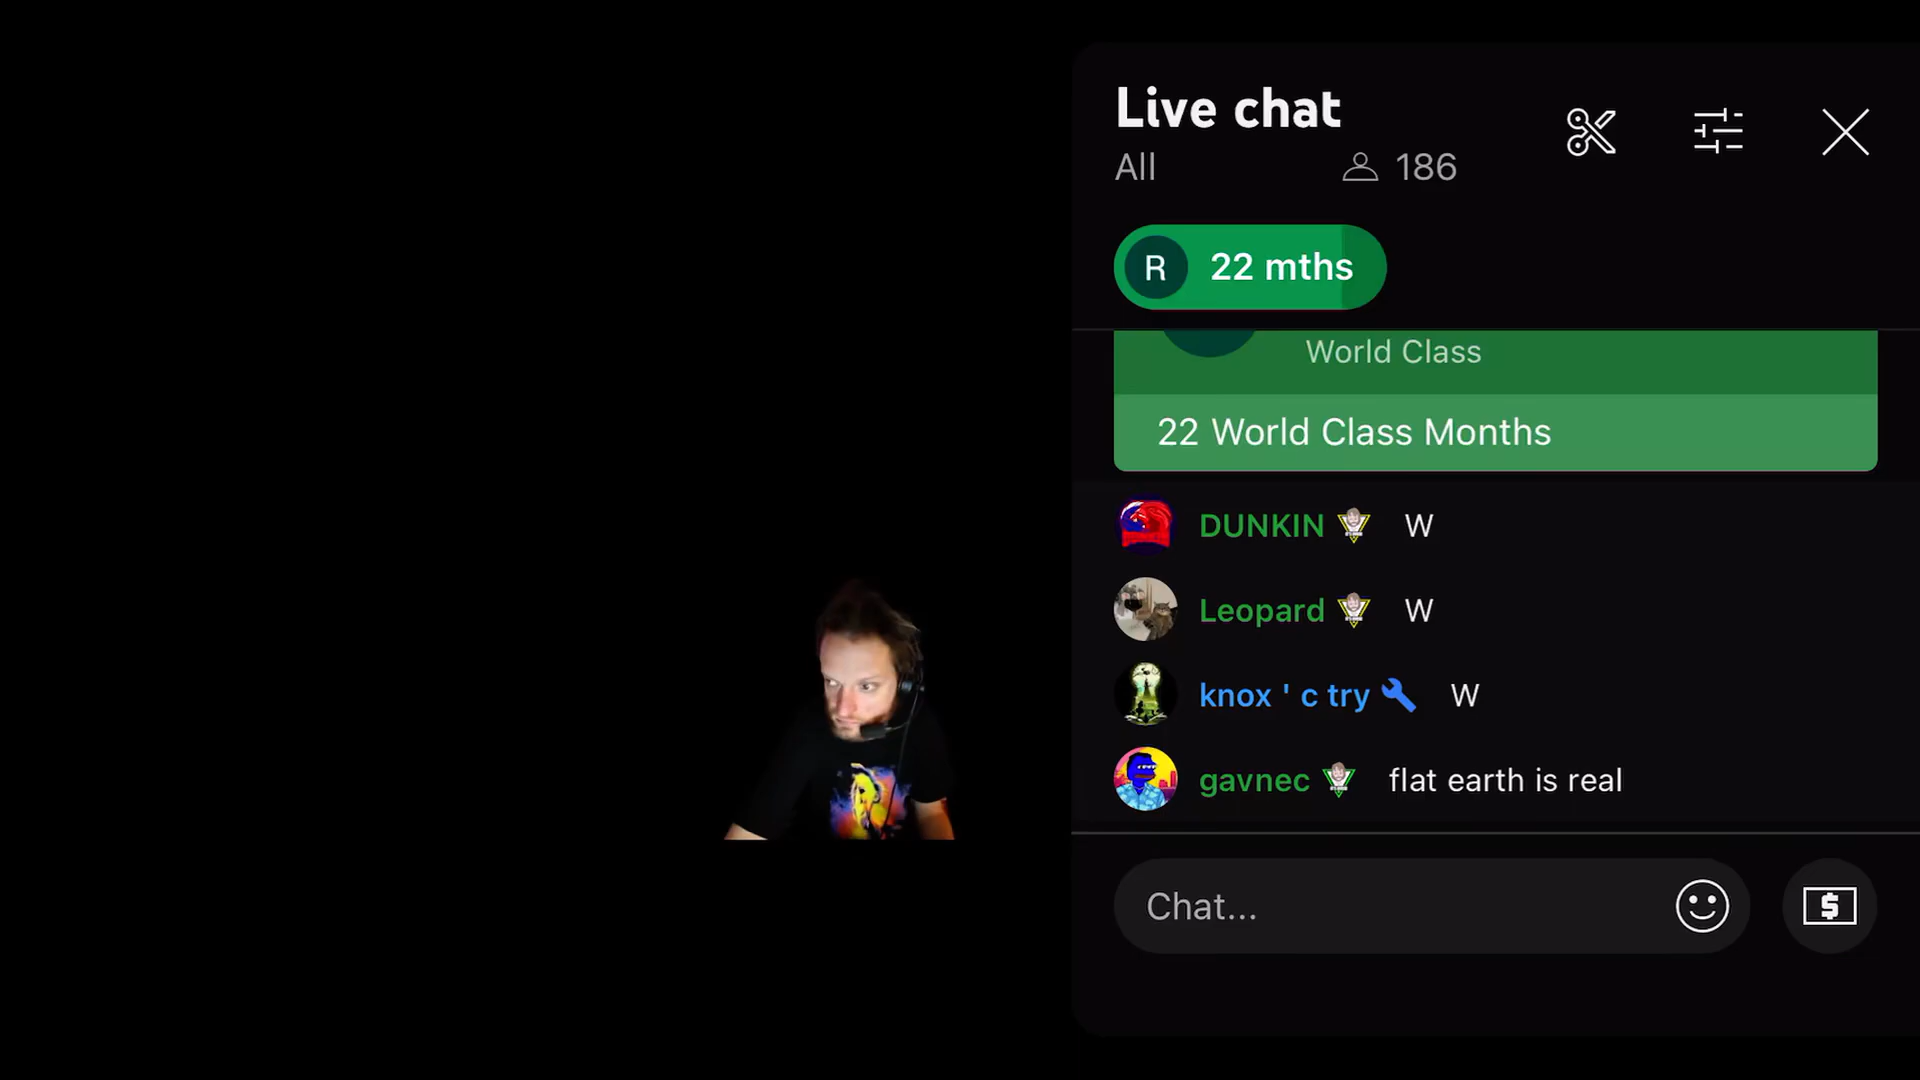 Live chat
All 186
R 22 mths
World Class
22 World Class Months
DUNKIN W
Leopard W
knox ' c try W
gavnec flat earth is real
Chat...
$